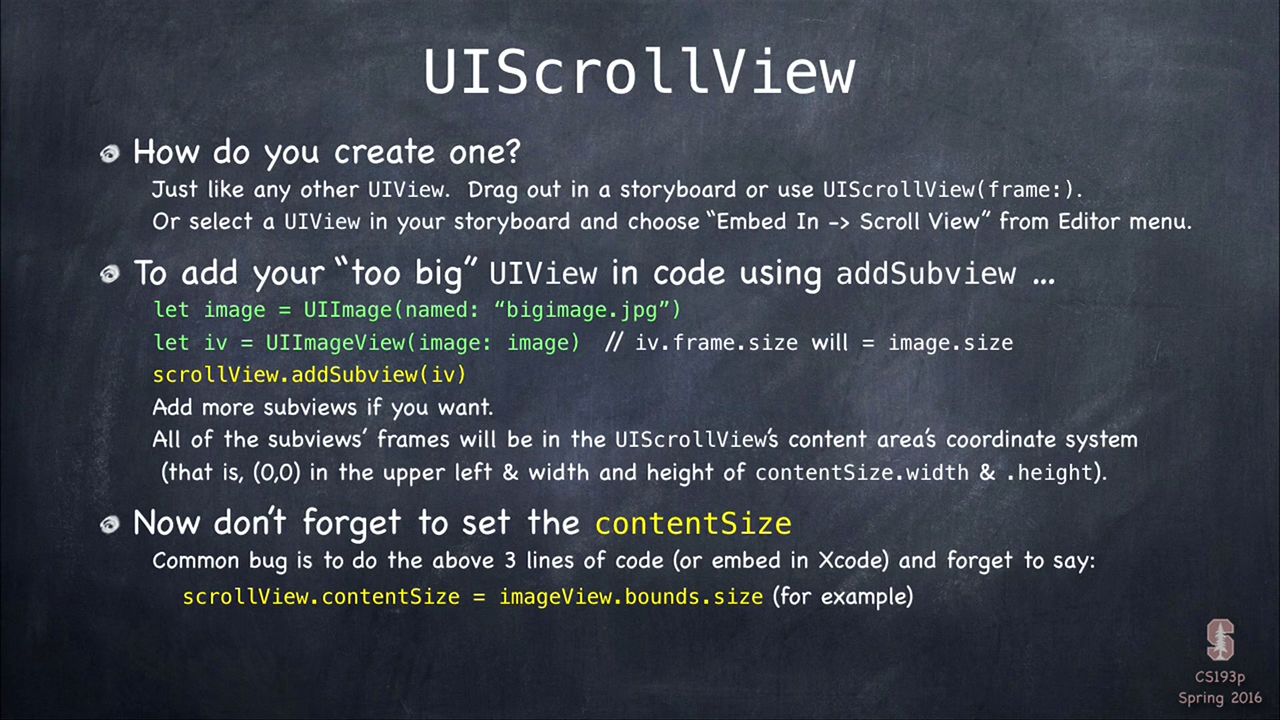 UIScrollView
How do you create one?
Just like any other UIView. Drag out in a storyboard or use UIScrollView(frame:).
Or select a UIView in your storyboard and choose “Embed In -> Scroll View” from Editor menu.
To add your “too big” UIView in code using addSubview …
let image = UIImage(named: “bigimage.jpg”)
let iv = UIImageView(image: image) // iv.frame.size will = image.size
scrollView.addSubview(iv)
Add more subviews if you want.
All of the subviews’ frames will be in the UIScrollView’s content area’s coordinate system
(that is, (0,0) in the upper left & width and height of contentSize.width & .height).
Now don’t forget to set the contentSize
Common bug is to do the above 3 lines of code (or embed in Xcode) and forget to say:
scrollView.contentSize = imageView.bounds.size (for example)
S
CS193p
Spring 2016